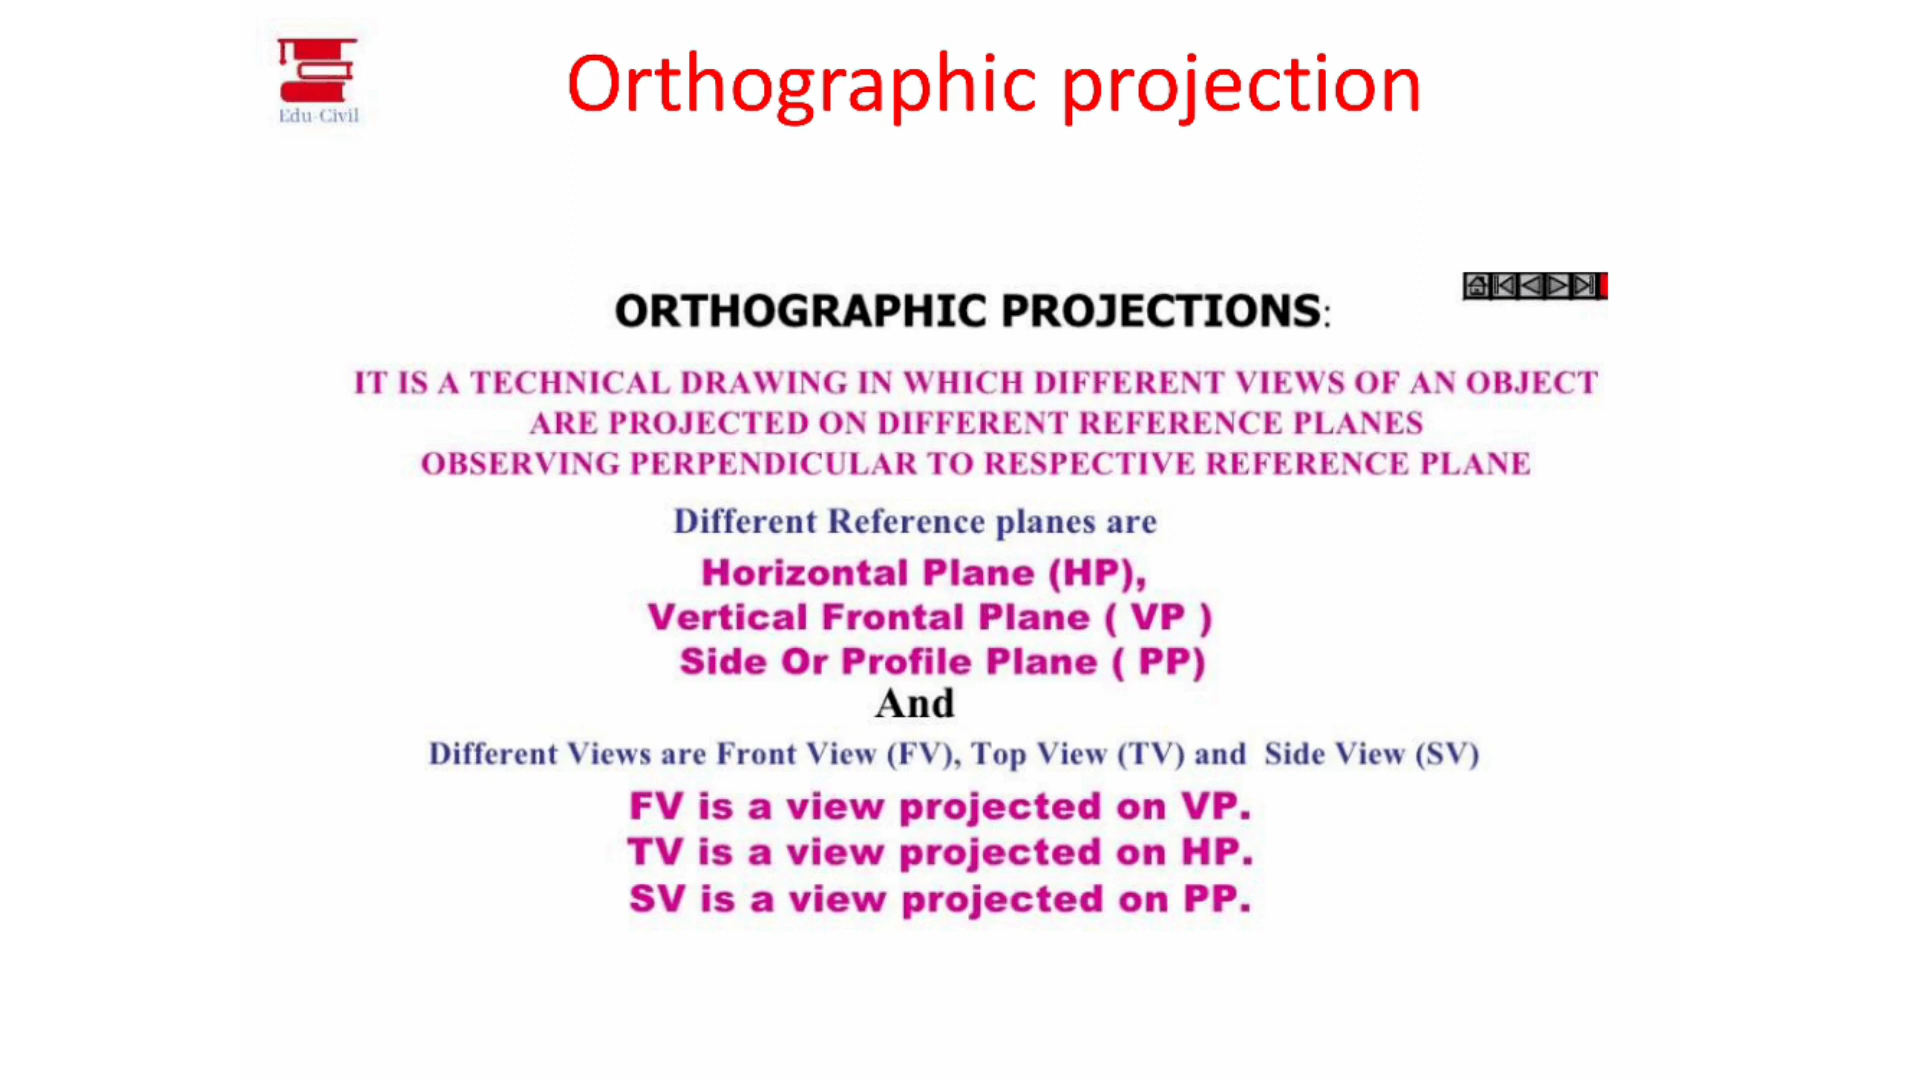 Edu-Civil
Orthographic projection
ORTHOGRAPHIC PROJECTIONS:
IT IS A TECHNICAL DRAWING IN WHICH DIFFERENT VIEWS OF AN OBJECT
ARE PROJECTED ON DIFFERENT REFERENCE PLANES
OBSERVING PERPENDICULAR TO RESPECTIVE REFERENCE PLANE
Different Reference planes are
Horizontal Plane (HP),
Vertical Frontal Plane ( VP )
Side Or Profile Plane ( PP)
And
Different Views are Front View (FV), Top View (TV) and Side View (SV)
FV is a view projected on VP.
TV is a view projected on HP.
SV is a view projected on PP.